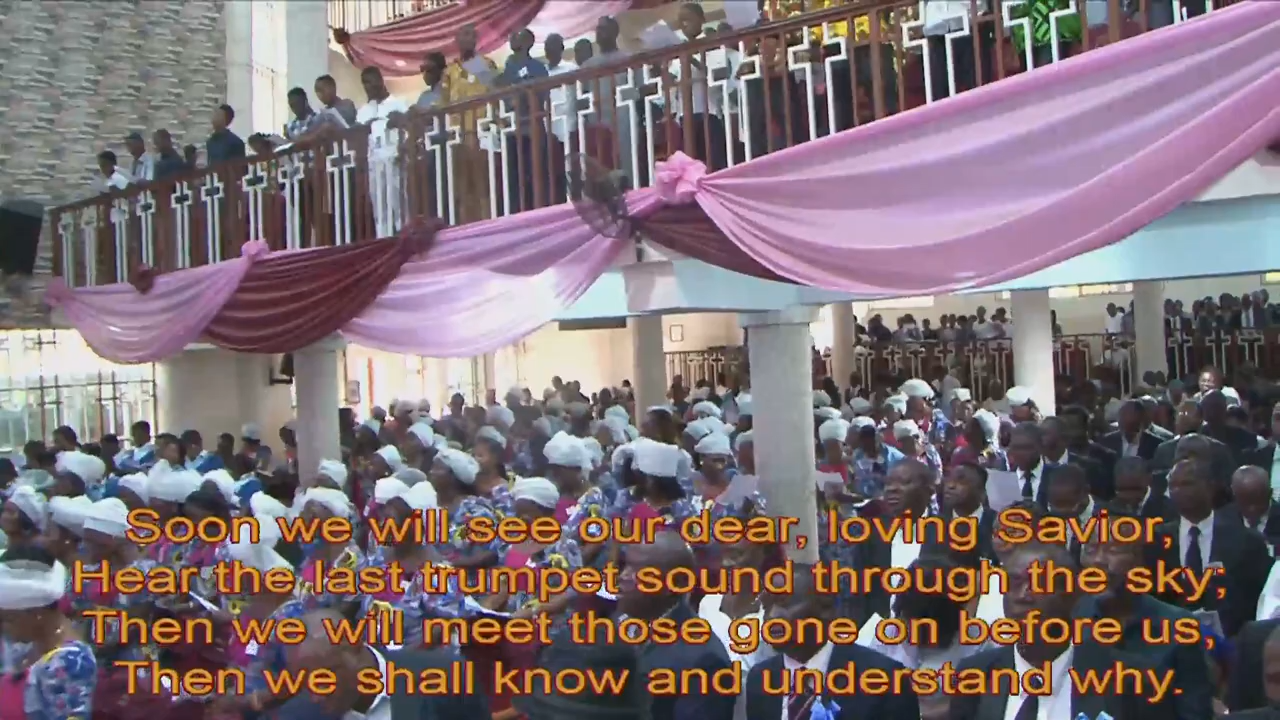 Soon we will see our dear, loving Savior,
Hear the last trumpet sound through the sky;
Then we will meet those gone on before us,
Then we shall know and understand why.